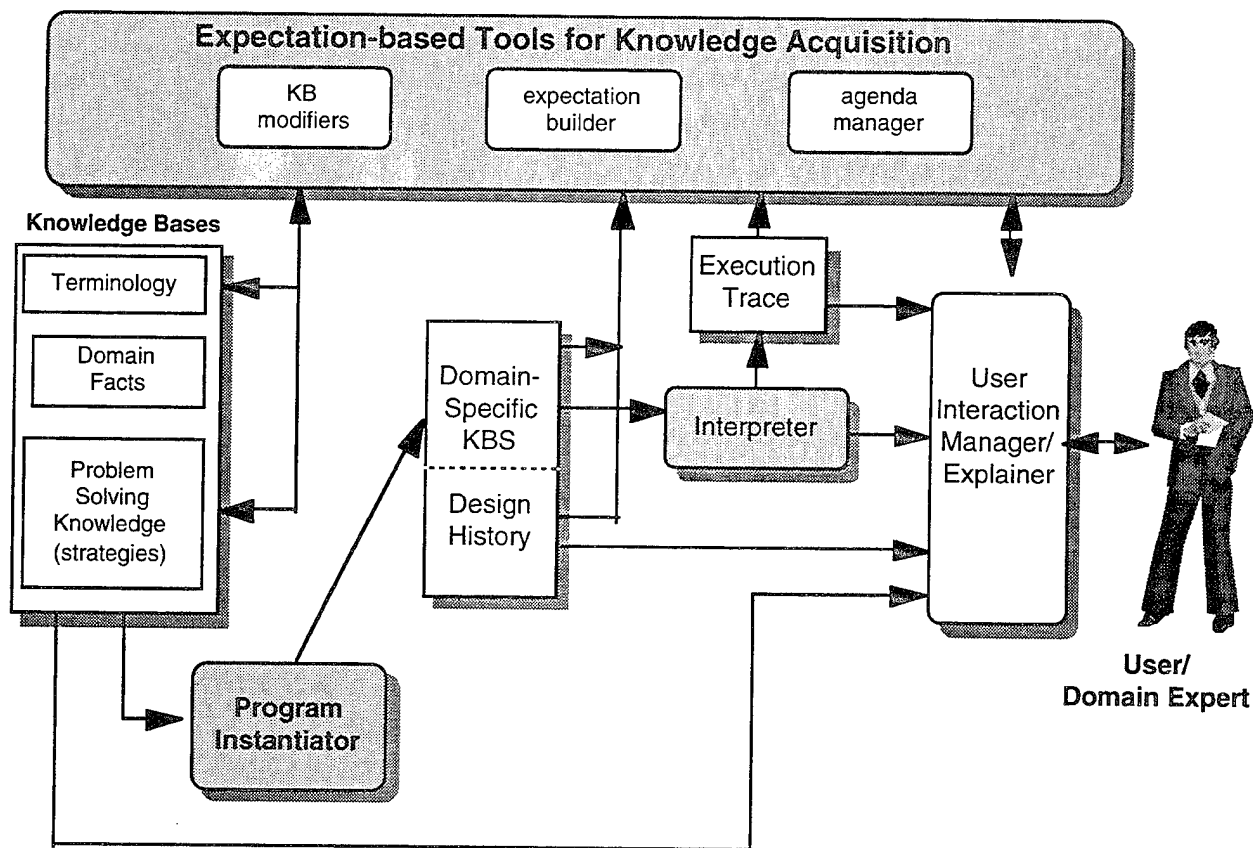 Expectation-based Tools for Knowledge Acquisition
KB
modifiers
expectation
builder
agenda
manager
Knowledge Bases
Terminology
Domain
Facts
Problem
Solving
Knowledge
(strategies)
Program
Instantiator
Domain-
Specific
KBS
Design
History
Execution
Trace
Interpreter
User
Interaction
Manager/
Explainer
User/
Domain Expert